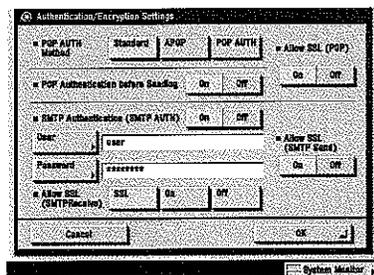 Authentication/Encryption Settings
■ POP AUTH Method Standard APOP POP AUTH ■ Allow SSL (POP)
On Off
■ POP Authentication before Sending On Off
■ SMTP Authentication (SMTP AUTH) On Off
User user ■ Allow SSL (SMTP Send)
Password ******** On Off
■ Allow SSL (SMTPReceive) SSL On Off
Cancel OK
System Monitor